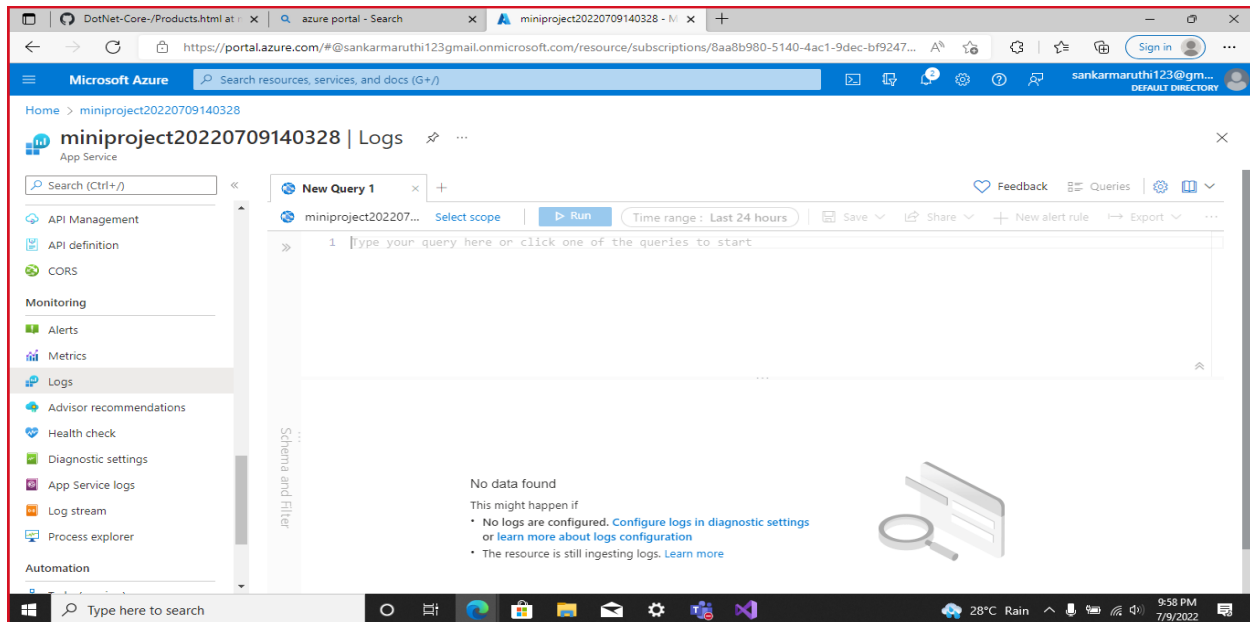 DotNet-Core-/Products.html at
azure portal - Search
miniproject20220709140328 - M
https://portal.azure.com/#@sankarmaruthi123gmail.onmicrosoft.com/resource/subscriptions/8aa8b980-5140-4ac1-9dec-bf9247...
Sign in
Microsoft Azure
Search resources, services, and docs (G+/)
2
sankarmaruthi123@gm...
DEFAULT DIRECTORY
Home > miniproject20220709140328
miniproject20220709140328 | Logs
App Service
Search (Ctrl+/)
API Management
API definition
CORS
Monitoring
Alerts
Metrics
Logs
Advisor recommendations
Health check
Diagnostic settings
App Service logs
Log stream
Process explorer
Automation
New Query 1
Feedback
Queries
miniproject202207...
Select scope
Run
Time range : Last 24 hours
Save
Share
New alert rule
Export
1 Type your query here or click one of the queries to start
Schema and Filter
No data found
This might happen if
• No logs are configured. Configure logs in diagnostic settings
or learn more about logs configuration
• The resource is still ingesting logs. Learn more
Type here to search
28°C Rain
9:58 PM
7/9/2022